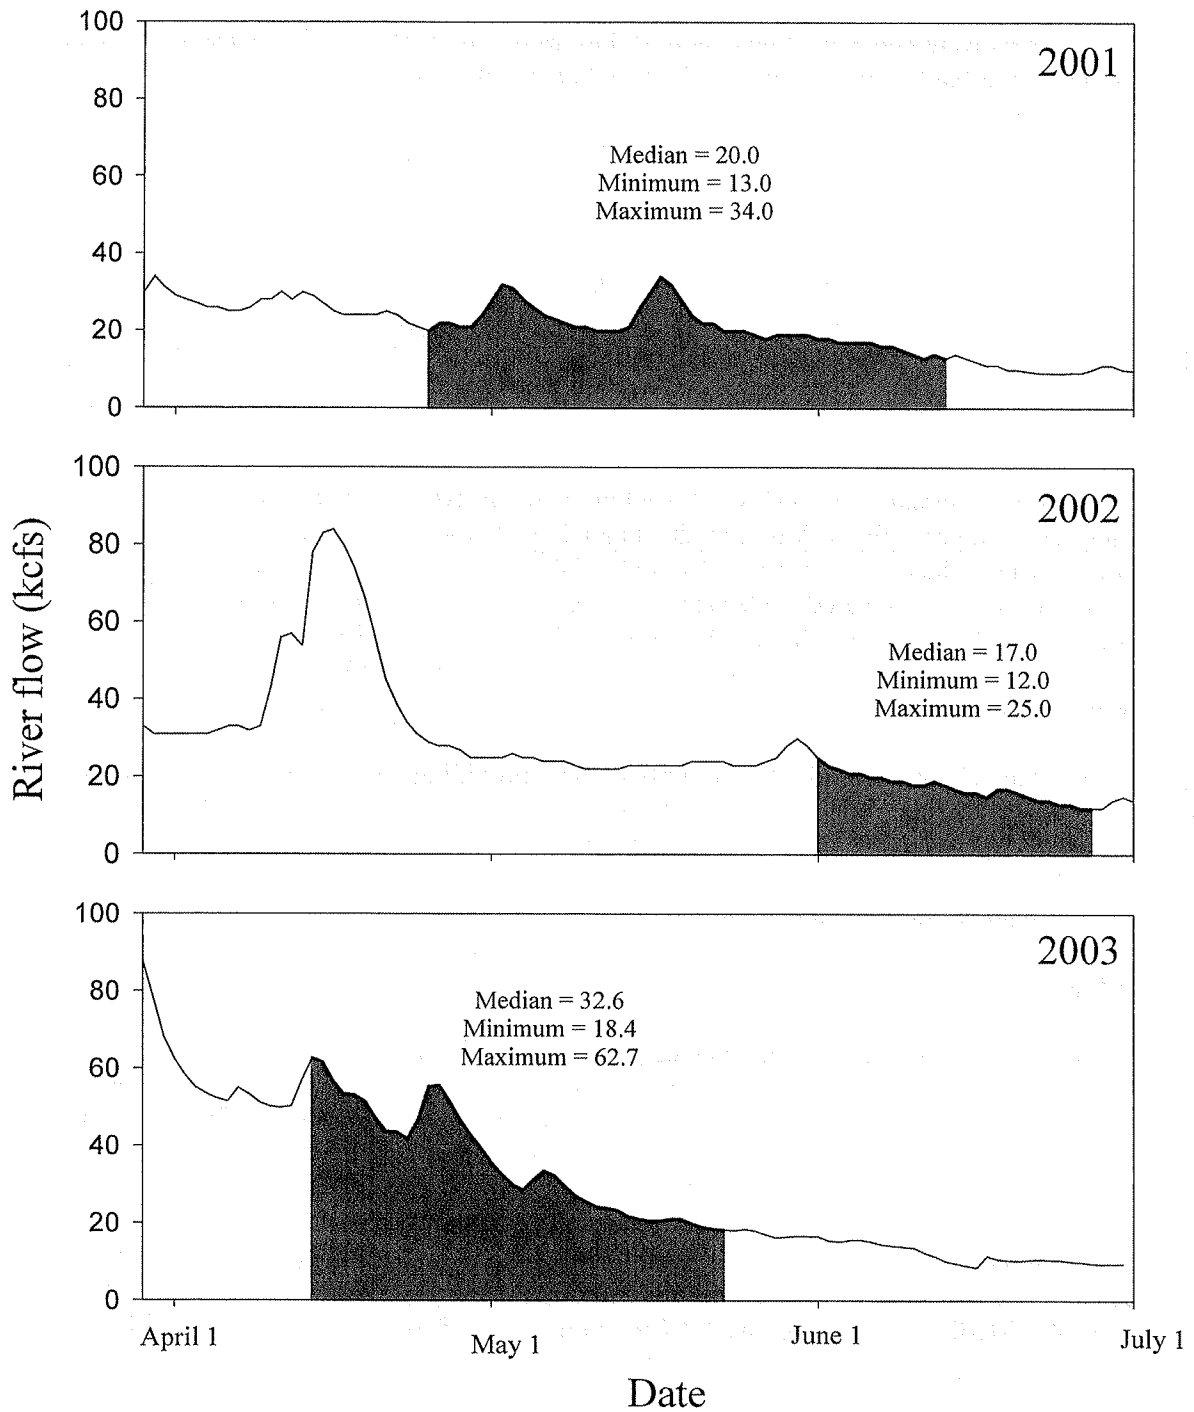 100
80
60
40
20
0
2001
Median = 20.0
Minimum = 13.0
Maximum = 34.0
100
80
60
40
20
0
2002
Median = 17.0
Minimum = 12.0
Maximum = 25.0
River flow (kcfs)
100
80
60
40
20
0
2003
Median = 32.6
Minimum = 18.4
Maximum = 62.7
April 1
May 1
June 1
July 1
Date